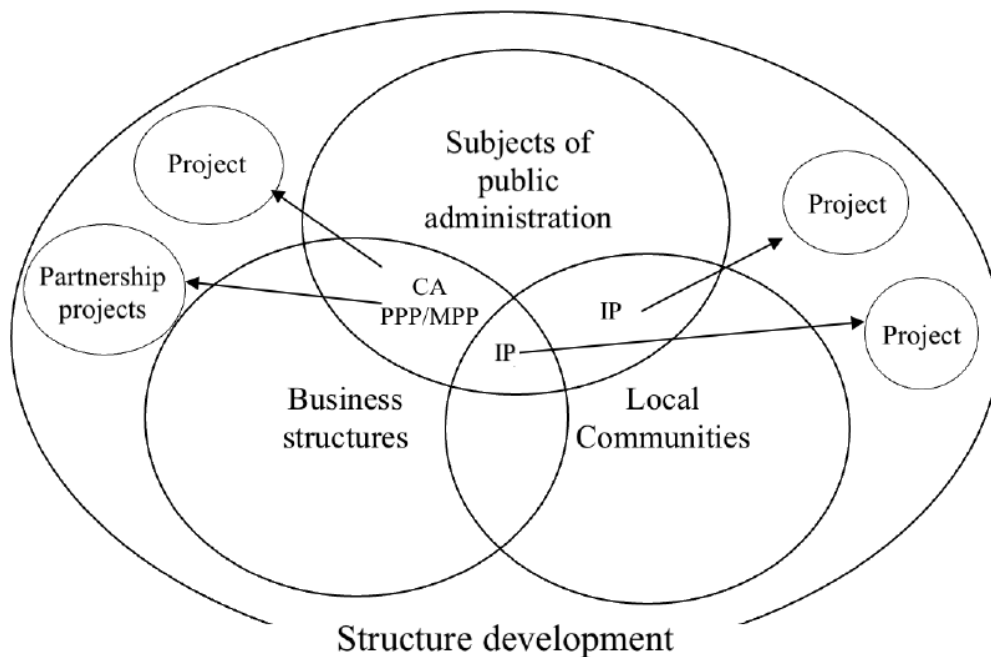 Subjects of
public
administration
Project
Project
Partnership
projects
CA
PPP/MPP
IP
IP
Project
Business
structures
Local
Communities
Structure development